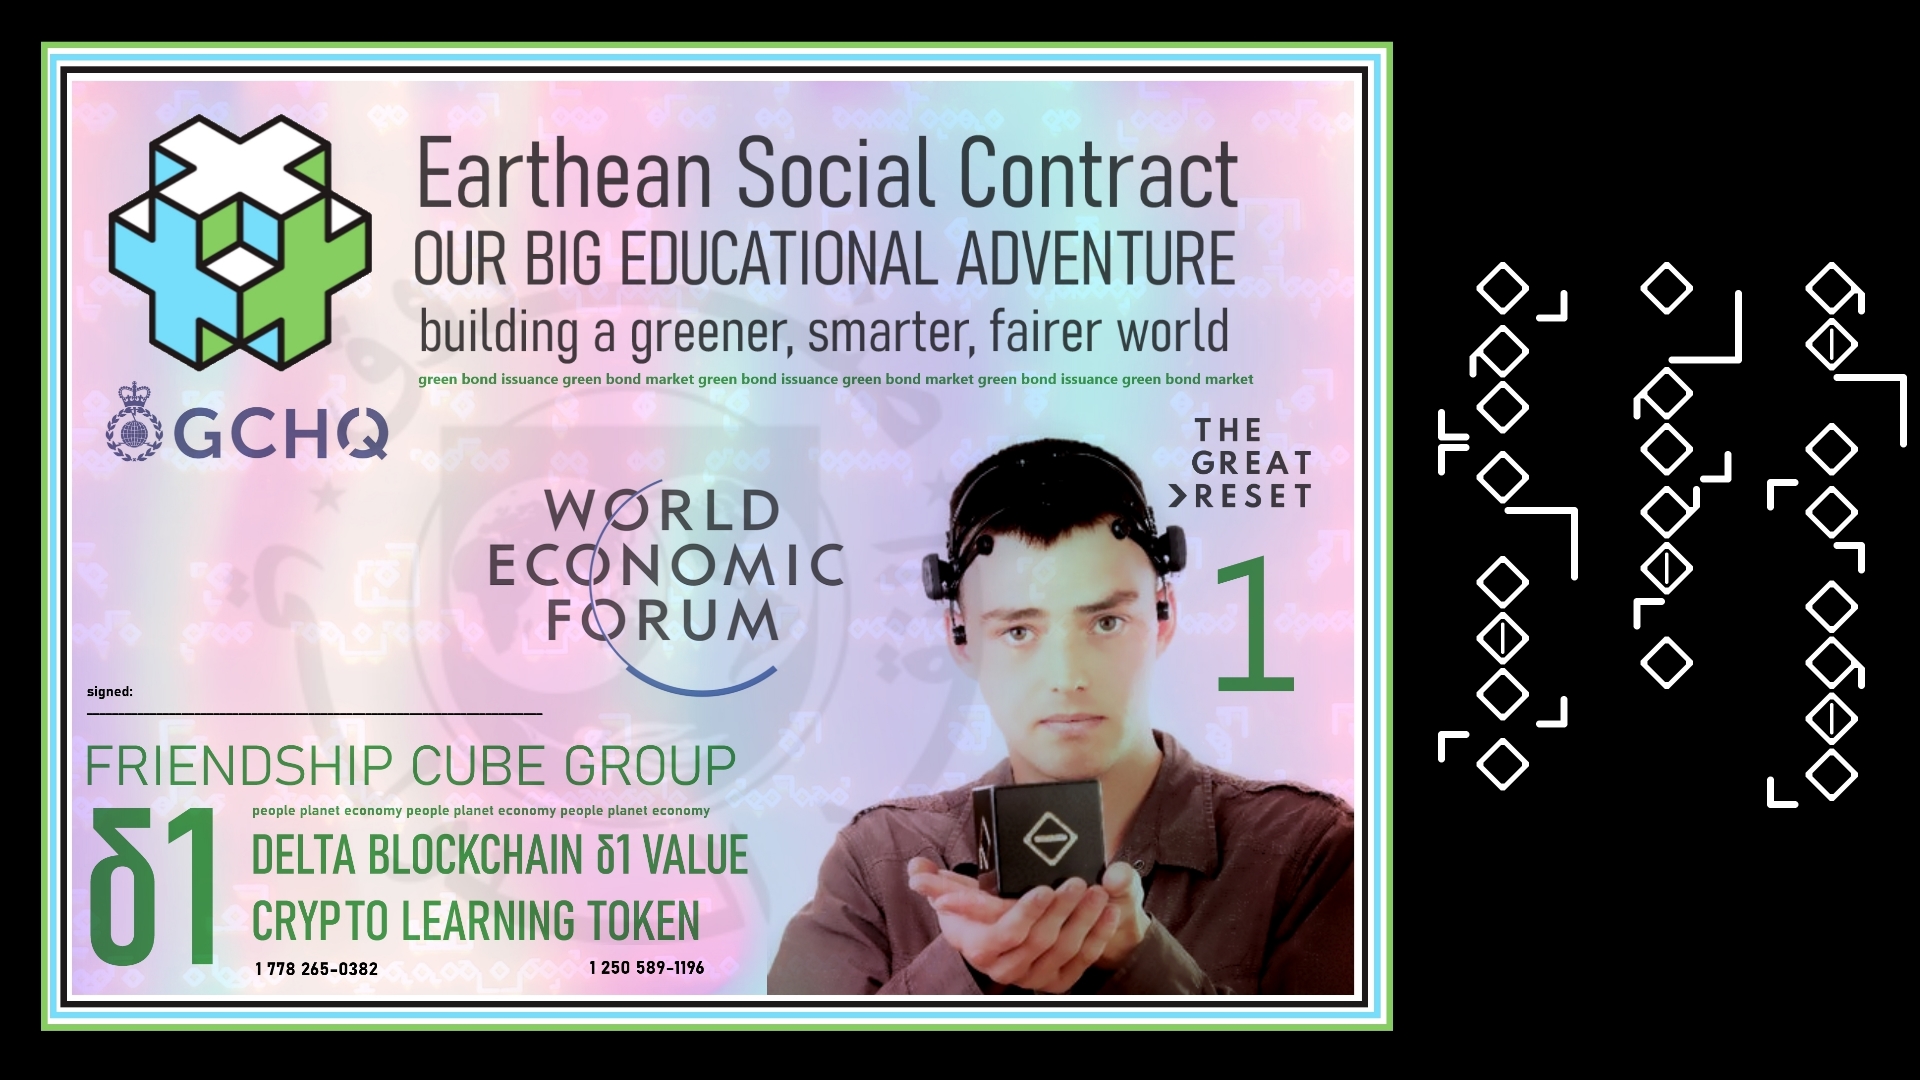 Earthean Social Contract
OUR BIG EDUCATIONAL ADVENTURE
building a greener, smarter, fairer world
green bond issuance green bond market green bond issuance green bond market green bond issuance green bond market
GCHQ
THE
GREAT
>RESET
WORLD
ECONOMIC
FORUM
1
signed:
FRIENDSHIP CUBE GROUP
people planet economy people planet economy people planet economy
δ1
DELTA BLOCKCHAIN δ1 VALUE
CRYPTO LEARNING TOKEN
1 778 265-0382
1 250 589-1196